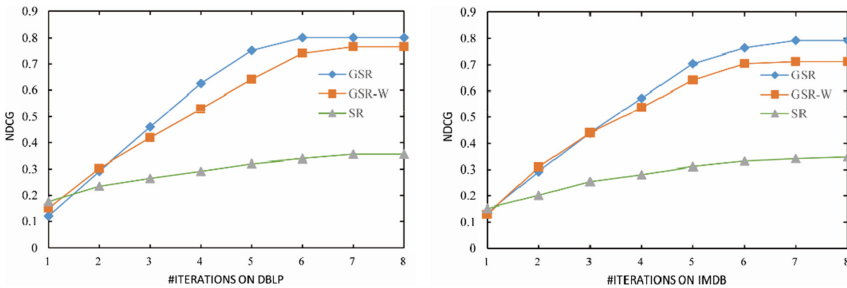 0.9
0.8
0.7
0.6
0.5
0.4
0.3
0.2
0.1
0
NDCG
GSR
GSR-W
SR
1 2 3 4 5 6 7 8
#ITERIONS ON DBLP
0.9
0.8
0.7
0.6
0.5
0.4
0.3
0.2
0.1
0
NDCG
GSR
GSR-W
SR
1 2 3 4 5 6 7 8
#ITERATIONS ON IMDB